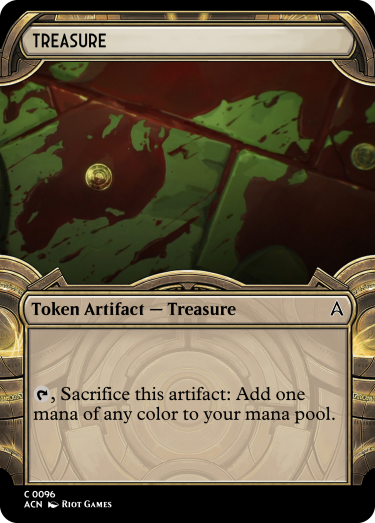 TREASURE
Token Artifact — Treasure
A
, Sacrifice this artifact: Add one
mana of any color to your mana pool.
C 0096
ACN Riot Games